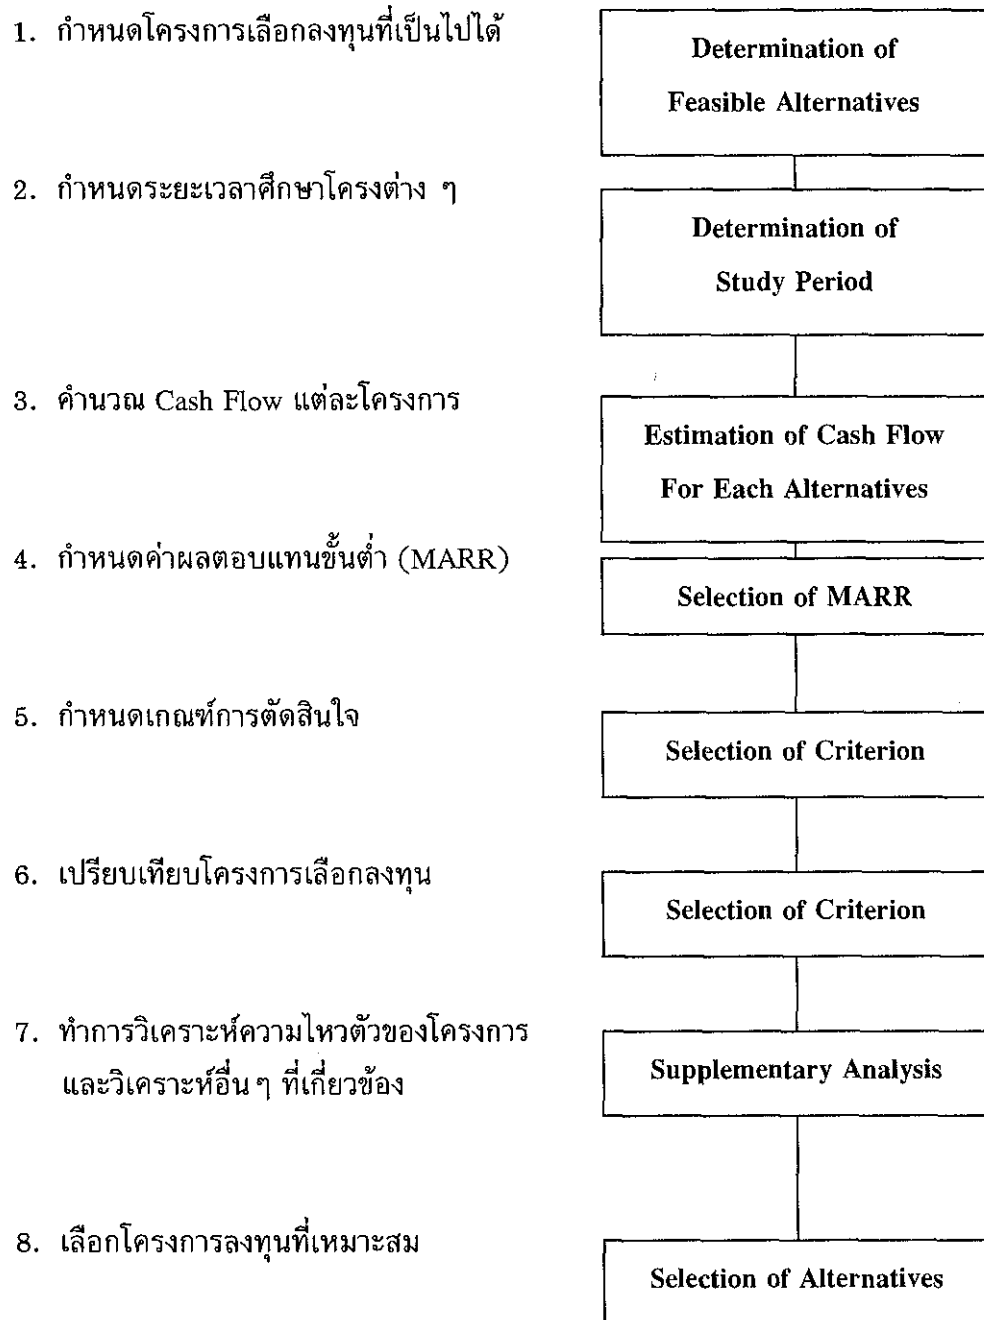 1. กำหนดโครงการเลือกลงทุนที่เป็นไปได้
Determination of
Feasible Alternatives
2. กำหนดระยะเวลาศึกษาโครงต่าง ๆ
Determination of
Study Period
3. คำนวณ Cash Flow แต่ละโครงการ
Estimation of Cash Flow
For Each Alternatives
4. กำหนดค่าผลตอบแทนขั้นต่ำ (MARR)
Selection of MARR
5. กำหนดเกณฑ์การตัดสินใจ
Selection of Criterion
6. เปรียบเทียบโครงการเลือกลงทุน
Selection of Criterion
7. ทำการวิเคราะห์ความไหวตัวของโครงการ
และวิเคราะห์อื่น ๆ ที่เกี่ยวข้อง
Supplementary Analysis
8. เลือกโครงการลงทุนที่เหมาะสม
Selection of Alternatives